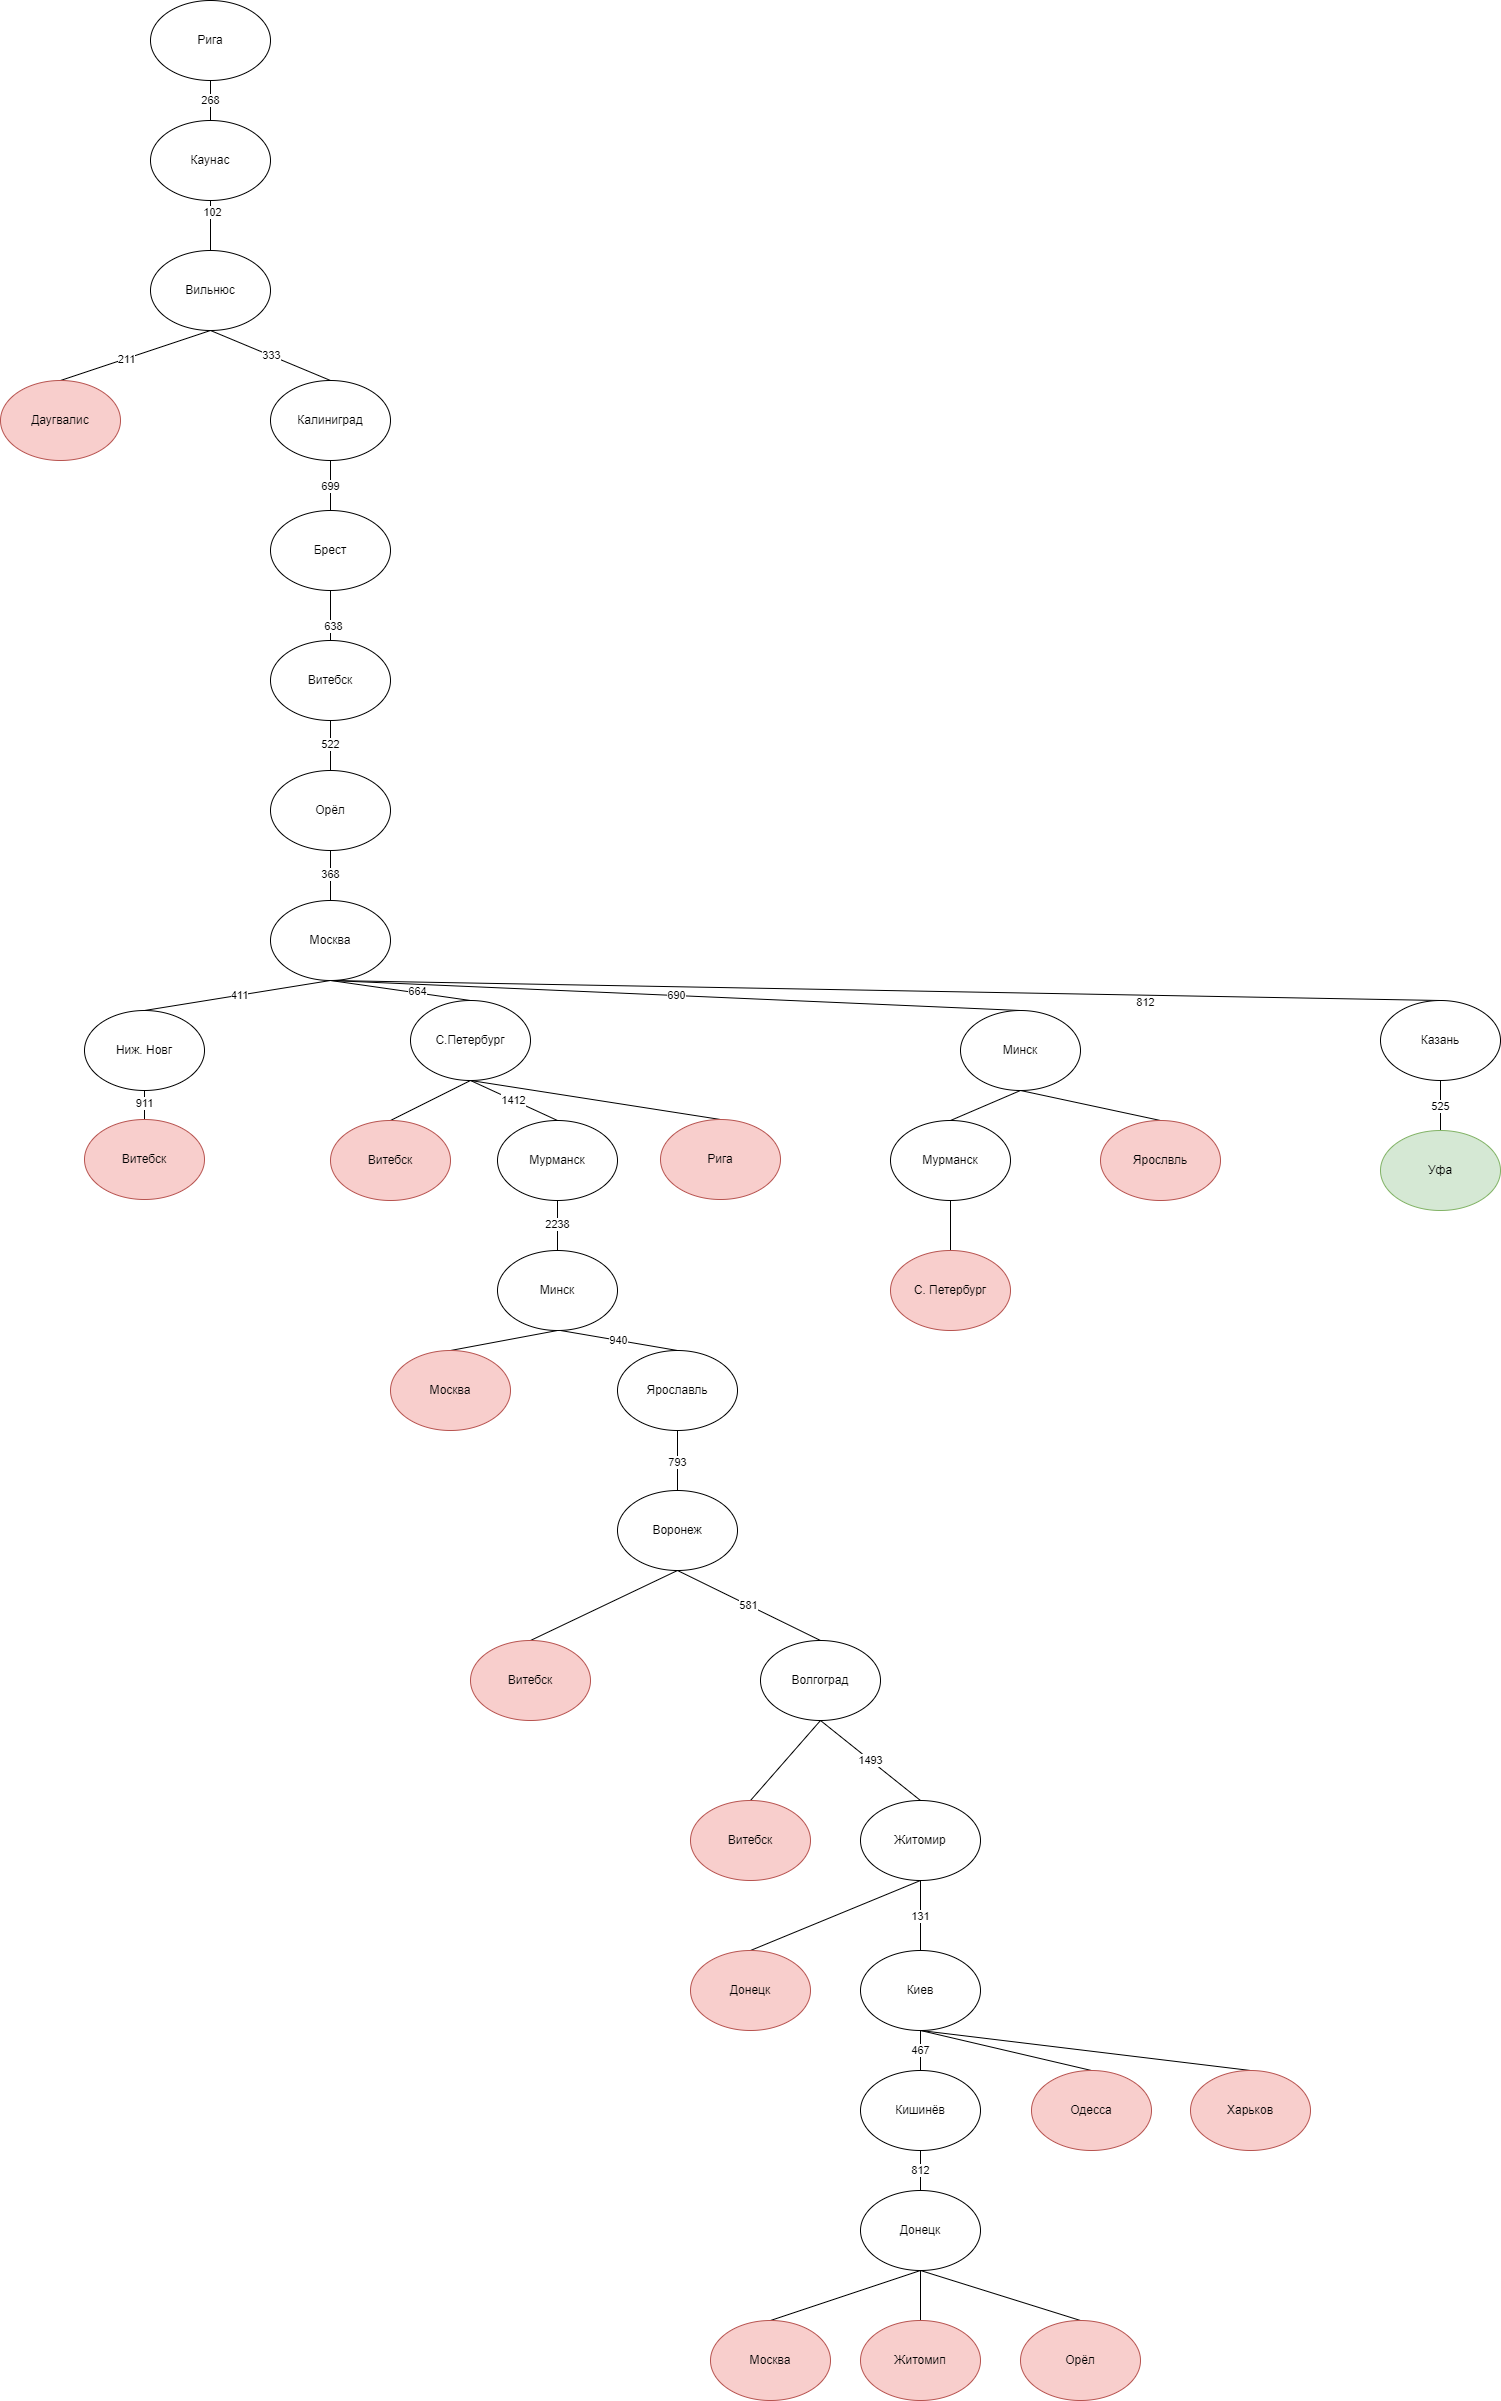 Рига
268
Каунас
102
Вильнюс
211
333
Даугвалис
Калиниград
699
Брест
638
Витебск
522
Орёл
368
Москва
411
664
690
812
Ниж. Новг
С.Петербург
Минск
Казань
911
1412
525
Витебск
Витебск
Мурманск
Рига
Мурманск
Ярослвль
Уфа
2238
Минск
С. Петербург
940
Москва
Ярославль
793
Воронеж
581
Витебск
Волгоград
1493
Витебск
Житомир
131
Донецк
Киев
467
Кишинёв
Одесса
Харьков
812
Донецк
Москва
Житомип
Орёл